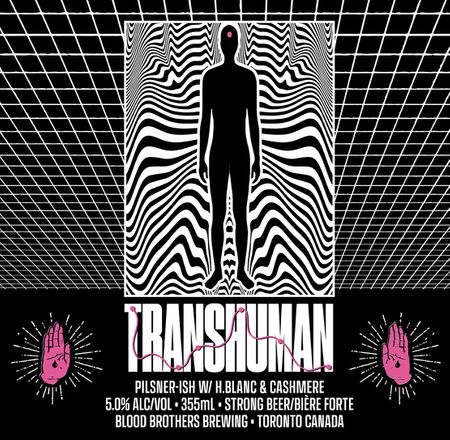 TRANSHUMAN
PILSNER-ISH W/ H.BLANC & CASHMERE
5.0% ALC/VOL • 355mL • STRONG BEER/BIÈRE FORTE
BLOOD BROTHERS BREWING • TORONTO CANADA